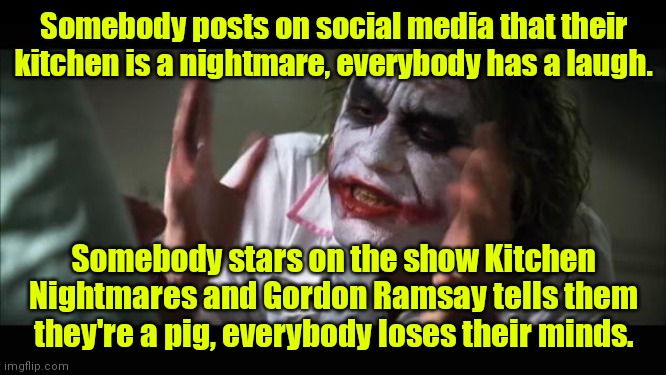 Somebody posts on social media that their
kitchen is a nightmare, everybody has a laugh.
Somebody stars on the show Kitchen
Nightmares and Gordon Ramsay tells them
they're a pig, everybody loses their minds.
imgflip.com